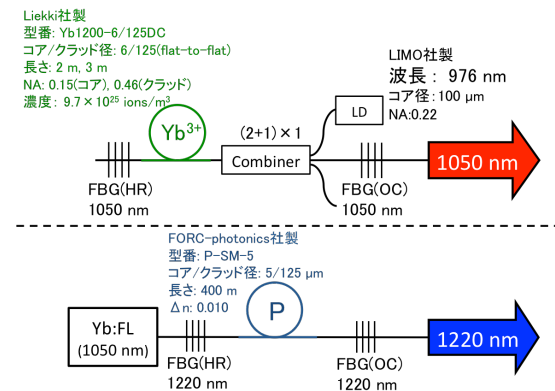 Liekki社製
型番: Yb1200-6/125DC
コア/クラッド径: 6/125(flat-to-flat)
長さ: 2 m, 3 m
NA: 0.15(コア), 0.46(クラッド)
濃度: 9.7×10²⁵ ions/m³
LIMO社製
波長: 976 nm
コア径:100 μm
NA:0.22
Yb³⁺
(2+1)×1
LD
Combiner
1050 nm
FBG(HR)
1050 nm
FBG(OC)
1050 nm
FORC-photonics社製
型番: P-SM-5
コア/クラッド径: 5/125 μm
長さ: 400 m
Δn: 0.010
Yb:FL
(1050 nm)
P
1220 nm
FBG(HR)
1220 nm
FBG(OC)
1220 nm